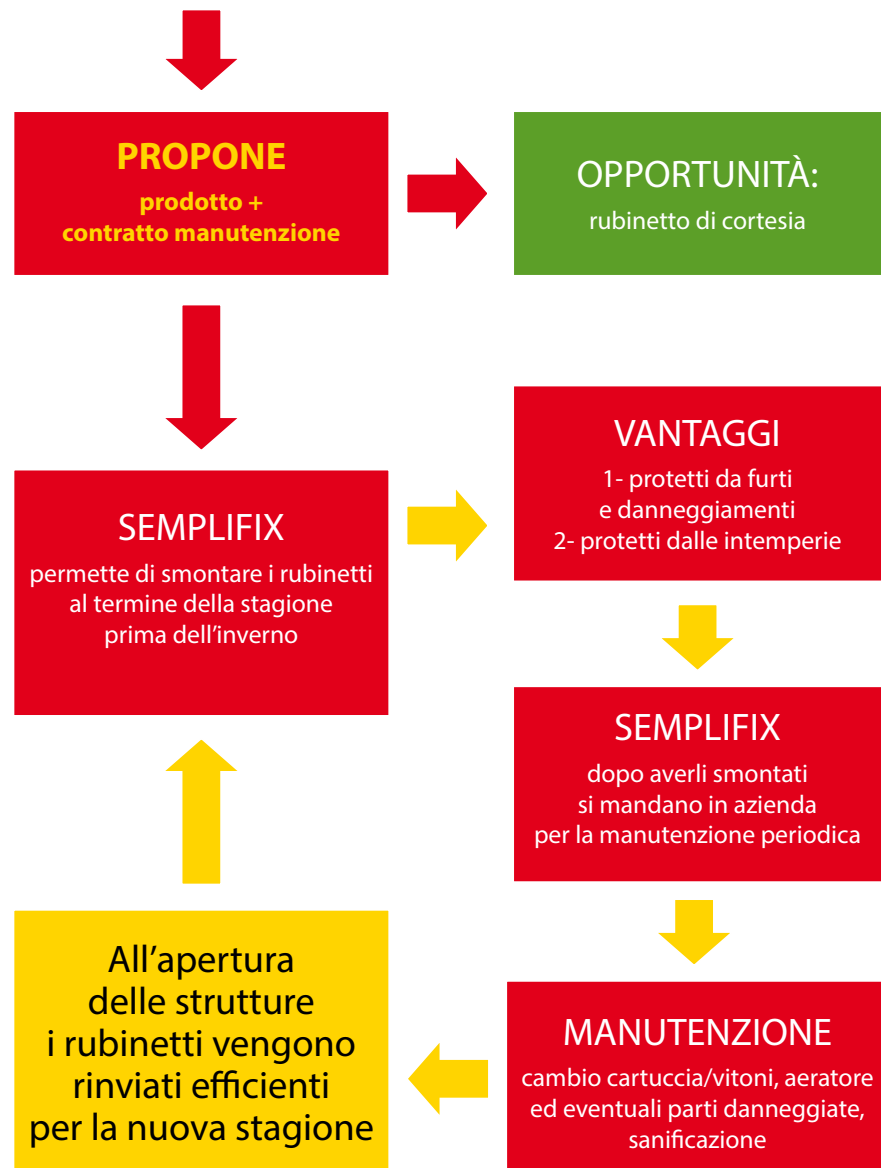 PROPONE
prodotto +
contratto manutenzione
OPPORTUNITÀ:
rubinetto di cortesia
SEMPLIFIX
permette di smontare i rubinetti
al termine della stagione
prima dell’inverno
VANTAGGI
1- protetti da furti
e danneggiamenti
2- protetti dalle intemperie
SEMPLIFIX
dopo averli smontati
si mandano in azienda
per la manutenzione periodica
MANUTENZIONE
cambio cartuccia/vitoni, aeratore
ed eventuali parti danneggiate,
sanificazione
All’apertura
delle strutture
i rubinetti vengono
rinviati efficienti
per la nuova stagione